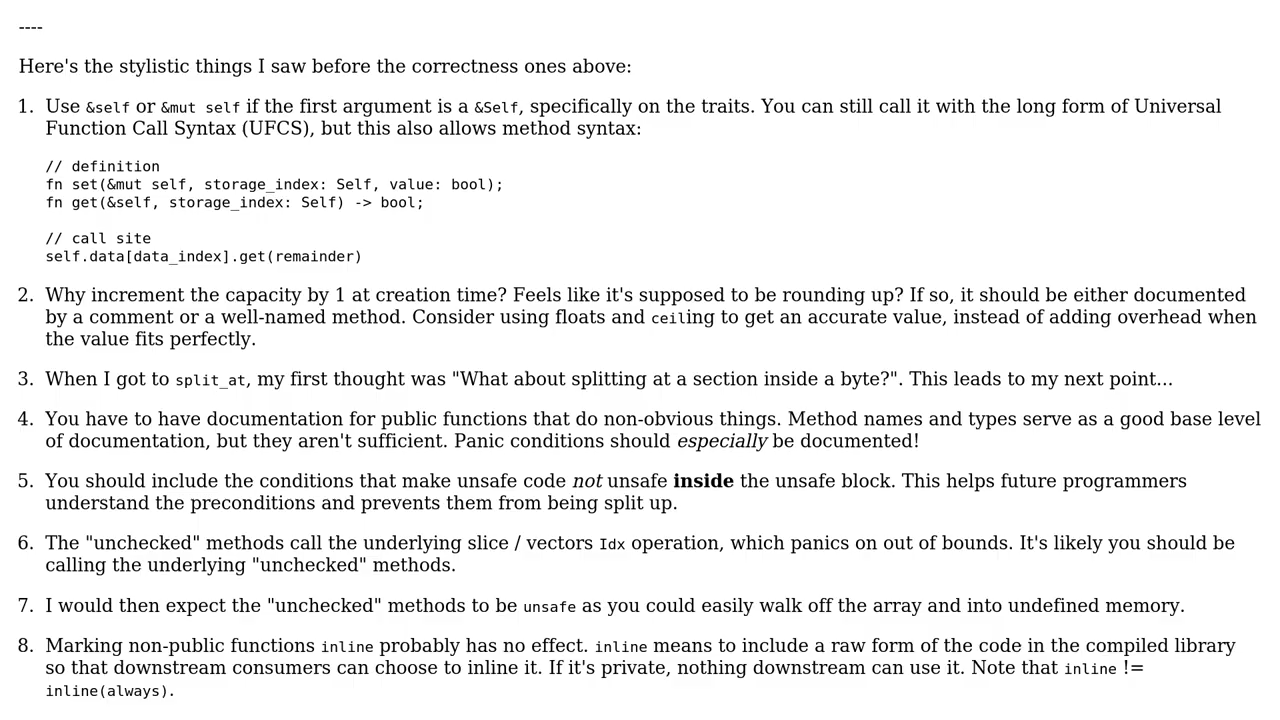 ----
Here's the stylistic things I saw before the correctness ones above:
1. Use &self or &mut self if the first argument is a &Self, specifically on the traits. You can still call it with the long form of Universal
Function Call Syntax (UFCS), but this also allows method syntax:
// definition
fn set(&mut self, storage_index: Self, value: bool);
fn get(&self, storage_index: Self) -> bool;
// call site
self.data[data_index].get(remainder)
2. Why increment the capacity by 1 at creation time? Feels like it's supposed to be rounding up? If so, it should be either documented
by a comment or a well-named method. Consider using floats and ceiling to get an accurate value, instead of adding overhead when
the value fits perfectly.
3. When I got to split_at, my first thought was "What about splitting at a section inside a byte?". This leads to my next point...
4. You have to have documentation for public functions that do non-obvious things. Method names and types serve as a good base level
of documentation, but they aren't sufficient. Panic conditions should especially be documented!
5. You should include the conditions that make unsafe code not unsafe inside the unsafe block. This helps future programmers
understand the preconditions and prevents them from being split up.
6. The "unchecked" methods call the underlying slice / vectors Idx operation, which panics on out of bounds. It's likely you should be
calling the underlying "unchecked" methods.
7. I would then expect the "unchecked" methods to be unsafe as you could easily walk off the array and into undefined memory.
8. Marking non-public functions inline probably has no effect. inline means to include a raw form of the code in the compiled library
so that downstream consumers can choose to inline it. If it's private, nothing downstream can use it. Note that inline !=
inline(always).